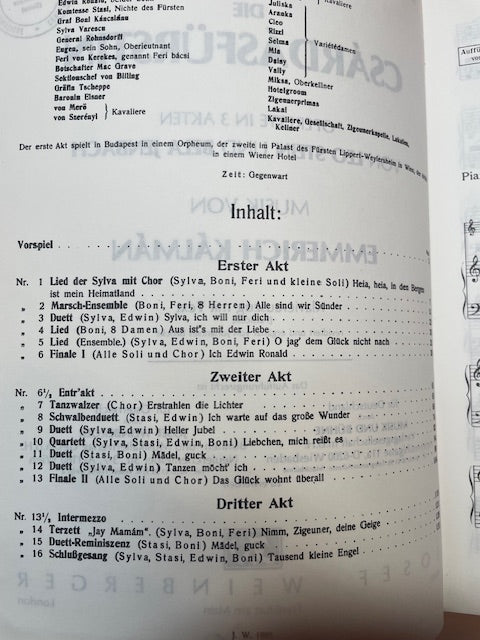 Komtesse Stasi, Nichte des Fürsten
Graf Boni Káncsiánu
Sylva Varescu
General Rohnsdorff
Eugen, sein Sohn, Oberleutnant
Feri von Kerekes, genannt Feri bácsi
Botschafter Mac Grave
Sektionschef von Billing
Gräfin Tscheppe
Baronin Elsner
von Merö
von Szerényi
Kavaliere
Kavaliere
Juliska
Aranka
Cleo
Rizzi
Selma
Mia
Daisy
Vally
Variétédamen
Miksa, Oberkellner
Hotelgroom
Zigeunerprimas
Lakai
Kavaliere, Gesellschaft, Zigeunerkapelle, Lakaien,
Kellner
Der erste Akt spielt in Budapest in einem Orpheum, der zweite im Palast des Fürsten Lippert-Weylersheim in Wien, der
in einem Wiener Hotel
Zeit: Gegenwart
Inhalt:
Vorspiel
Erster Akt
Nr. 1 Lied der Sylva mit Chor (Sylva, Boni, Feri und kleine Soli) Heia, heia, in den Bergen
ist mein Heimatland
„ 2 Marsch-Ensemble (Boni, Feri, 8 Herren) Alle sind wir Sünder
„ 3 Duett (Sylva, Edwin) Sylva, ich will nur dich
„ 4 Lied (Boni, 8 Damen) Aus ist's mit der Liebe
„ 5 Lied (Ensemble.) (Sylva, Edwin, Boni, Feri) O jag' dem Glück nicht nach
„ 6 Finale I (Alle Soli und Chor) Ich Edwin Ronald
Zweiter Akt
Nr. 6½ Entr'akt
„ 7 Tanzwalzer (Chor) Erstrahlen die Lichter
„ 8 Schwalbenduett (Stasi, Edwin) Ich warte auf das große Wunder
„ 9 Duett (Sylva, Edwin) Heller Jubel
„ 10 Quartett (Sylva, Stasi, Edwin, Boni) Liebchen, mich reißt es
„ 11 Duett (Stasi, Boni) Mädel, guck
„ 12 Duett (Sylva, Edwin) Tanzen möcht' ich
„ 13 Finale II (Alle Soli und Chor) Das Glück wohnt überall
Dritter Akt
Nr. 13½ Intermezzo
„ 14 Terzett „Jay Mamám". (Sylva, Boni, Feri) Nimm, Zigeuner, deine Geige
„ 15 Duett-Reminiszenz (Stasi, Boni) Mädel, guck
„ 16 Schlußgesang (Sylva, Stasi, Edwin, Boni) Tausend kleine Engel
J. W.